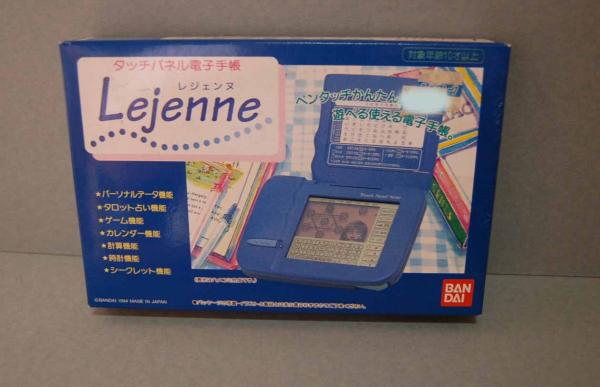 対象年齢10才以上
タッチパネル電子手帳
レジェンヌ
Lejenne
ペンタッチかんたん
遊べる使える電子手帳。
★パーソナルデータ機能
★タロット占い機能
★ゲーム機能
★カレンダー機能
★計算機能
★時計機能
★シークレット機能
©BANDAI 1994 MADE IN JAPAN
BAN
DAI